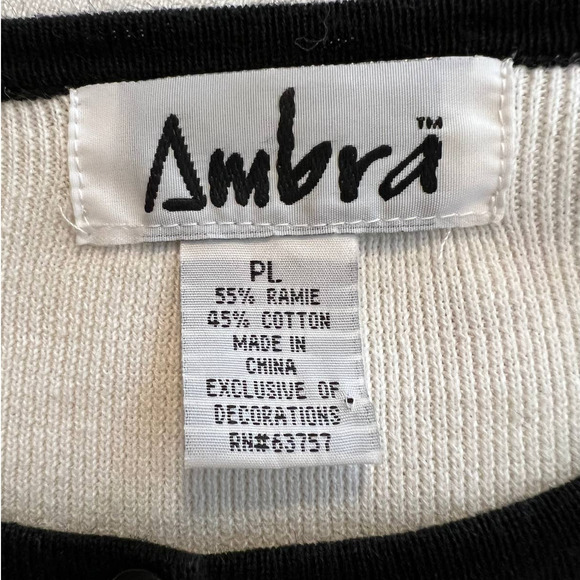 Ambra™
PL
55% RAMIE
45% COTTON
MADE IN
CHINA
EXCLUSIVE OF
DECORATIONS
RN#63757